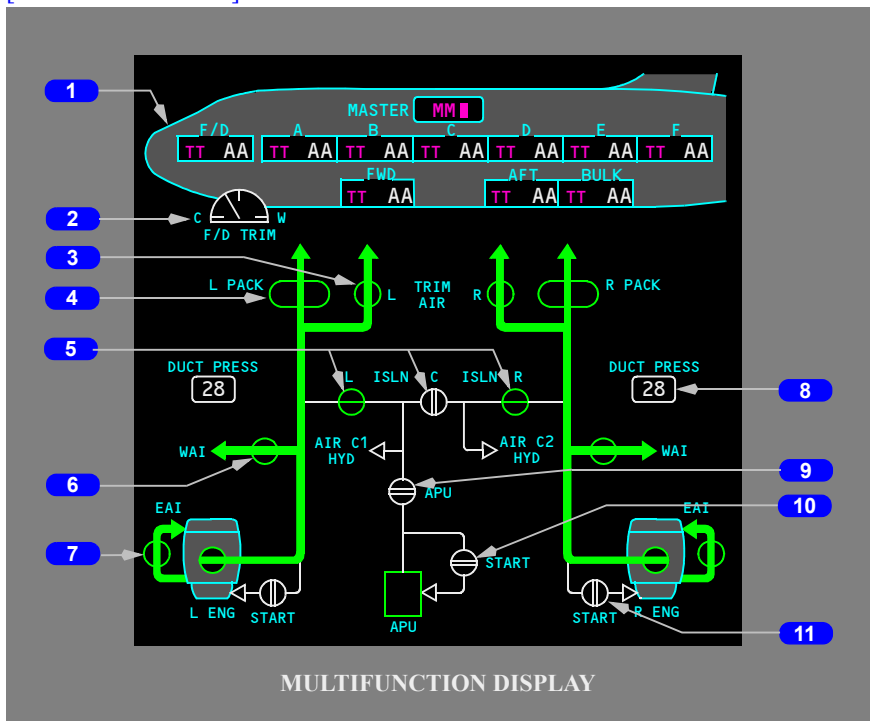 1
MASTER MM
F/D A B C D E F
TT AA TT AA TT AA TT AA TT AA TT AA TT AA
FWD AFT BULK
TT AA TT AA TT AA
2
C W
F/D TRIM
3
4
L PACK L TRIM AIR R R PACK
5
L ISLN C ISLN R
DUCT PRESS
28
DUCT PRESS
28
8
WAI
AIR C1
HYD
AIR C2
HYD
WAI
6
9
APU
EAI
EAI
10
7
START
L ENG
START
APU
START
R ENG
11
MULTIFUNCTION DISPLAY